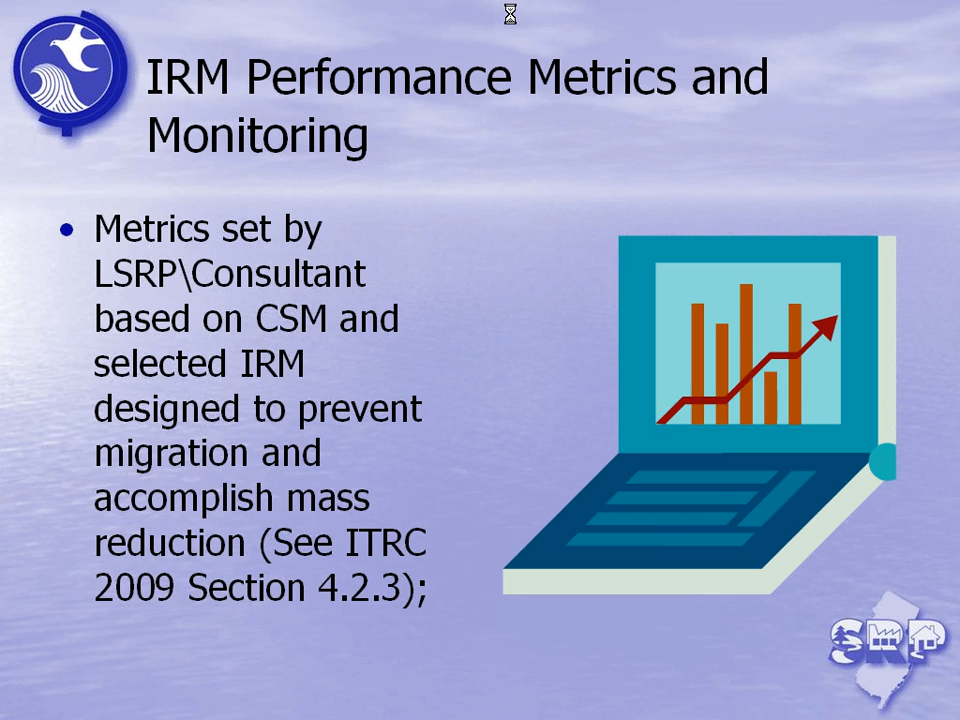 IRM Performance Metrics and
Monitoring
• Metrics set by
LSRP\Consultant
based on CSM and
selected IRM
designed to prevent
migration and
accomplish mass
reduction (See ITRC
2009 Section 4.2.3);
SRP